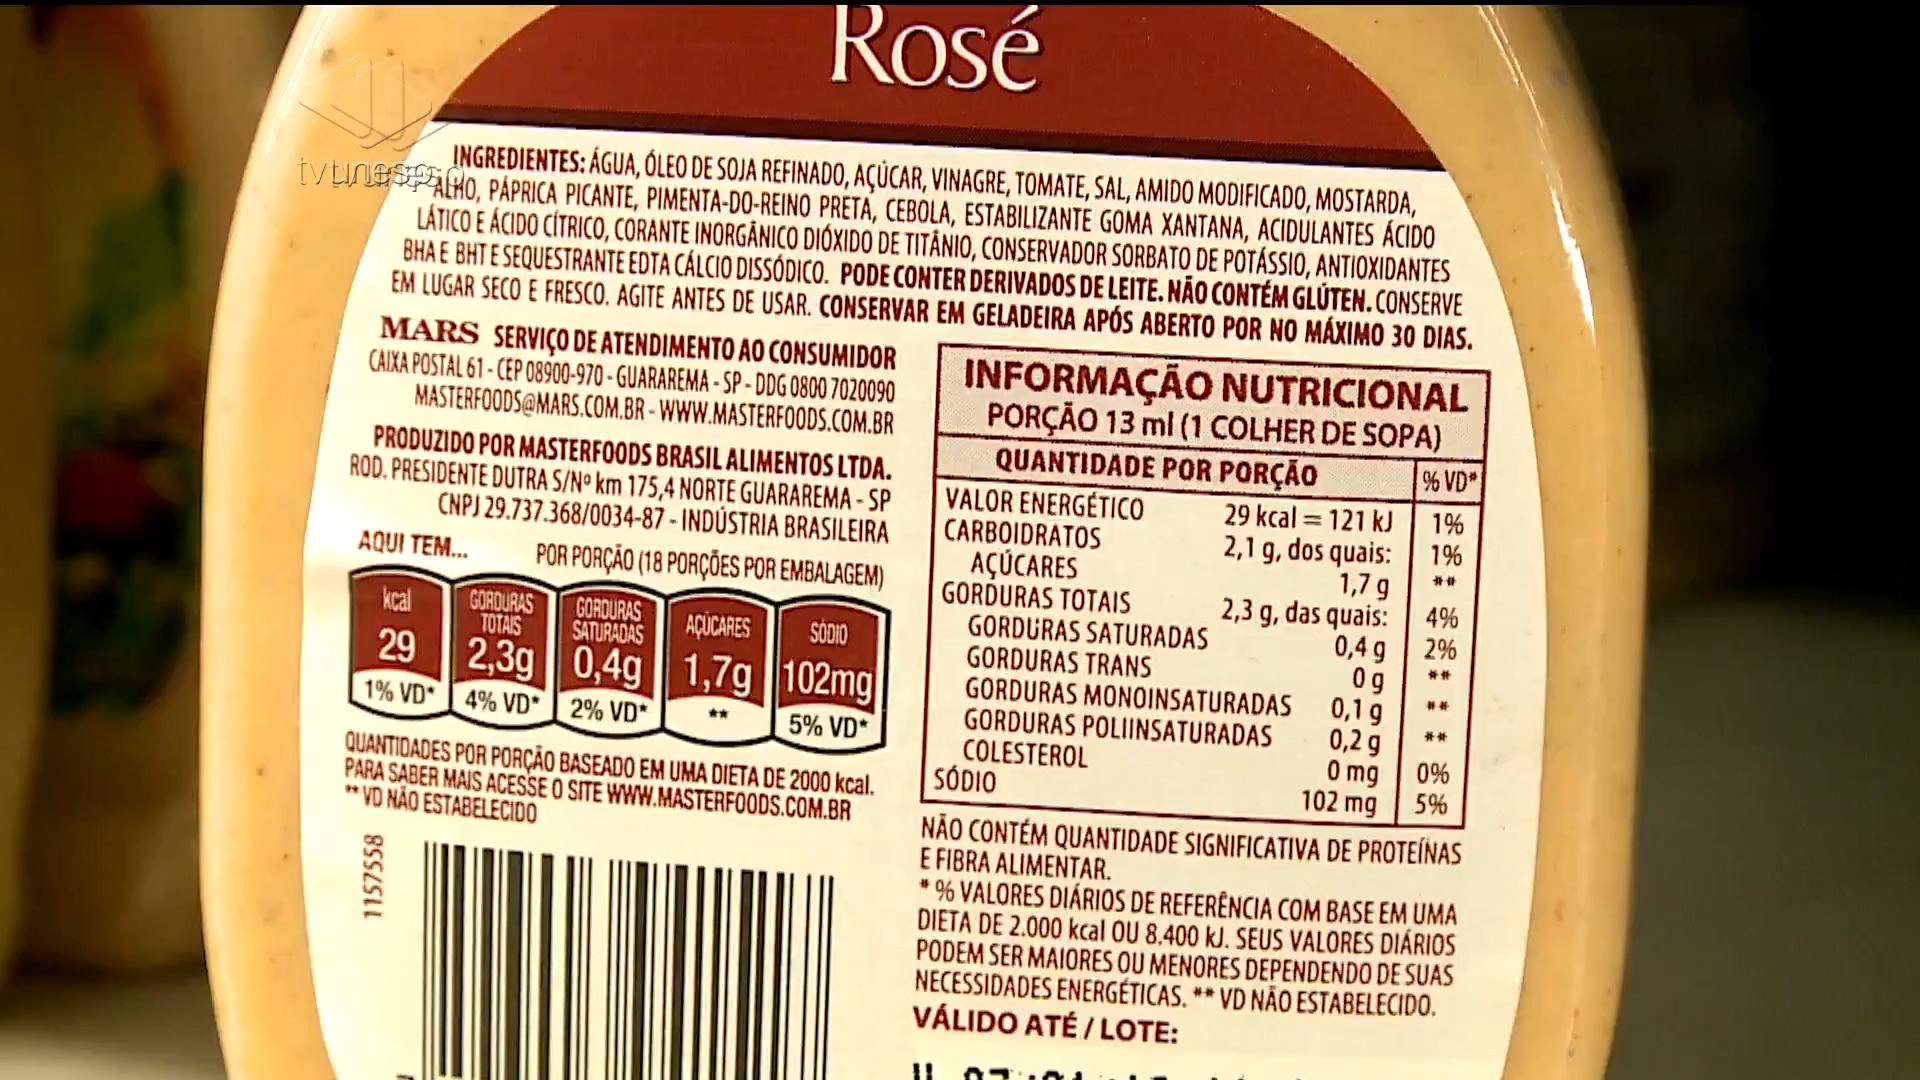 Rosé
tvunesp
INGREDIENTES: ÁGUA, ÓLEO DE SOJA REFINADO, AÇÚCAR, VINAGRE, TOMATE, SAL, AMIDO MODIFICADO, MOSTARDA,
ALHO, PÁPRICA PICANTE, PIMENTA-DO-REINO PRETA, CEBOLA, ESTABILIZANTE GOMA XANTANA, ACIDULANTES ÁCIDO
LÁTICO E ÁCIDO CÍTRICO, CORANTE INORGÂNICO DIÓXIDO DE TITÂNIO, CONSERVADOR SORBATO DE POTÁSSIO, ANTIOXIDANTES
BHA E BHT E SEQUESTRANTE EDTA CÁLCIO DISSÓDICO. PODE CONTER DERIVADOS DE LEITE. NÃO CONTÉM GLÚTEN. CONSERVE
EM LUGAR SECO E FRESCO. AGITE ANTES DE USAR. CONSERVAR EM GELADEIRA APÓS ABERTO POR NO MÁXIMO 30 DIAS.
MARS SERVIÇO DE ATENDIMENTO AO CONSUMIDOR
CAIXA POSTAL 61 - CEP 08900-970 - GUARAREMA - SP - DDG 0800 7020090
MASTERFOODS@MARS.COM.BR - WWW.MASTERFOODS.COM.BR
PRODUZIDO POR MASTERFOODS BRASIL ALIMENTOS LTDA.
ROD. PRESIDENTE DUTRA S/Nº km 175,4 NORTE GUARAREMA - SP
CNPJ 29.737.368/0034-87 - INDÚSTRIA BRASILEIRA
AQUI TEM... POR PORÇÃO (18 PORÇÕES POR EMBALAGEM)
kcal
29
1% VD*
GORDURAS
TOTAIS
2,3g
4% VD*
GORDURAS
SATURADAS
0,4g
2% VD*
AÇÚCARES
1,7g
**
SÓDIO
102mg
5% VD*
QUANTIDADES POR PORÇÃO BASEADO EM UMA DIETA DE 2000 kcal.
PARA SABER MAIS ACESSE O SITE WWW.MASTERFOODS.COM.BR
** VD NÃO ESTABELECIDO
1157558
INFORMAÇÃO NUTRICIONAL
PORÇÃO 13 ml (1 COLHER DE SOPA)
QUANTIDADE POR PORÇÃO % VD*
VALOR ENERGÉTICO 29 kcal = 121 kJ 1%
CARBOIDRATOS 2,1 g, dos quais: 1%
AÇÚCARES 1,7 g **
GORDURAS TOTAIS 2,3 g, das quais: 4%
GORDURAS SATURADAS 0,4 g 2%
GORDURAS TRANS 0 g **
GORDURAS MONOINSATURADAS 0,1 g **
GORDURAS POLIINSATURADAS 0,2 g **
COLESTEROL 0 mg 0%
SÓDIO 102 mg 5%
NÃO CONTÉM QUANTIDADE SIGNIFICATIVA DE PROTEÍNAS
E FIBRA ALIMENTAR.
* % VALORES DIÁRIOS DE REFERÊNCIA COM BASE EM UMA
DIETA DE 2.000 kcal OU 8.400 kJ. SEUS VALORES DIÁRIOS
PODEM SER MAIORES OU MENORES DEPENDENDO DE SUAS
NECESSIDADES ENERGÉTICAS. ** VD NÃO ESTABELECIDO.
VÁLIDO ATÉ / LOTE: